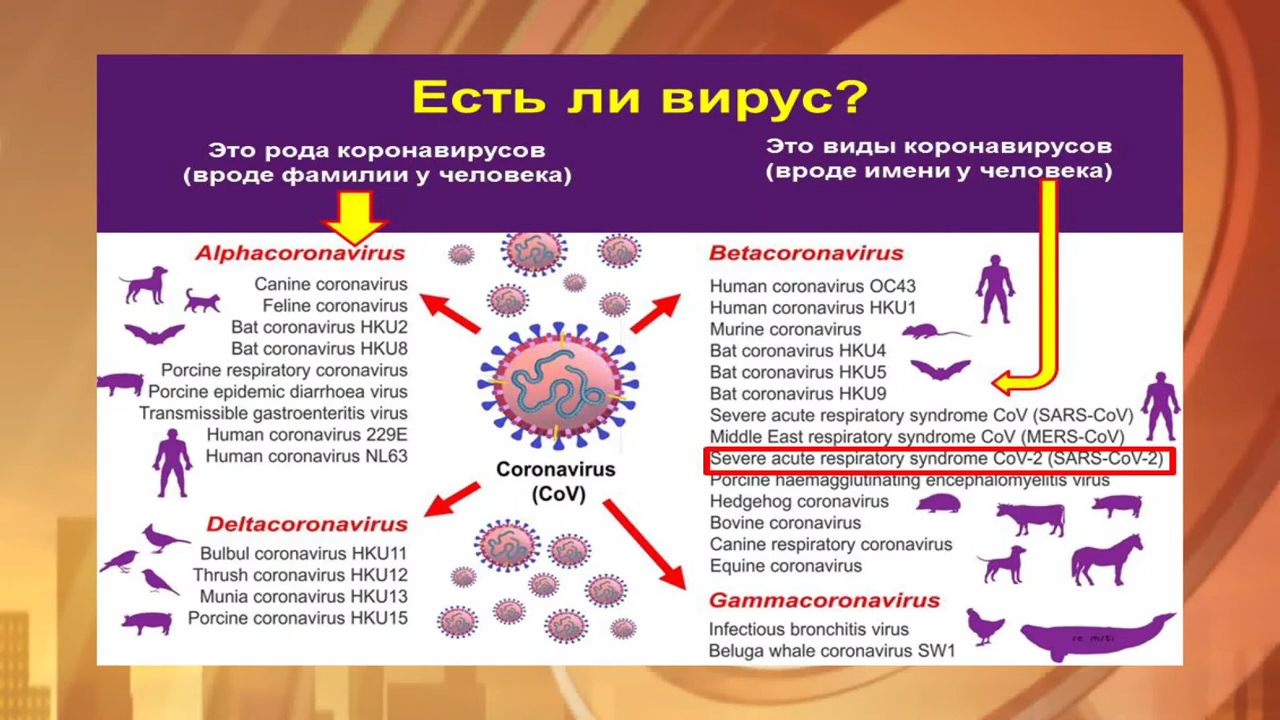 Есть ли вирус?
Это рода коронавирусов
(вроде фамилии у человека)
Это виды коронавирусов
(вроде имени у человека)
Alphacoronavirus
Canine coronavirus
Feline coronavirus
Bat coronavirus HKU2
Bat coronavirus HKU8
Porcine respiratory coronavirus
Porcine epidemic diarrhoea virus
Transmissible gastroenteritis virus
Human coronavirus 229E
Human coronavirus NL63
Deltacoronavirus
Bulbul coronavirus HKU11
Thrush coronavirus HKU12
Munia coronavirus HKU13
Porcine coronavirus HKU15
Coronavirus
(CoV)
Betacoronavirus
Human coronavirus OC43
Human coronavirus HKU1
Murine coronavirus
Bat coronavirus HKU4
Bat coronavirus HKU5
Bat coronavirus HKU9
Severe acute respiratory syndrome CoV (SARS-CoV)
Middle East respiratory syndrome CoV (MERS-CoV)
Severe acute respiratory syndrome CoV-2 (SARS-CoV-2)
Porcine haemagglutinating encephalomyelitis virus
Hedgehog coronavirus
Bovine coronavirus
Canine respiratory coronavirus
Equine coronavirus
Gammacoronavirus
Infectious bronchitis virus
Beluga whale coronavirus SW1